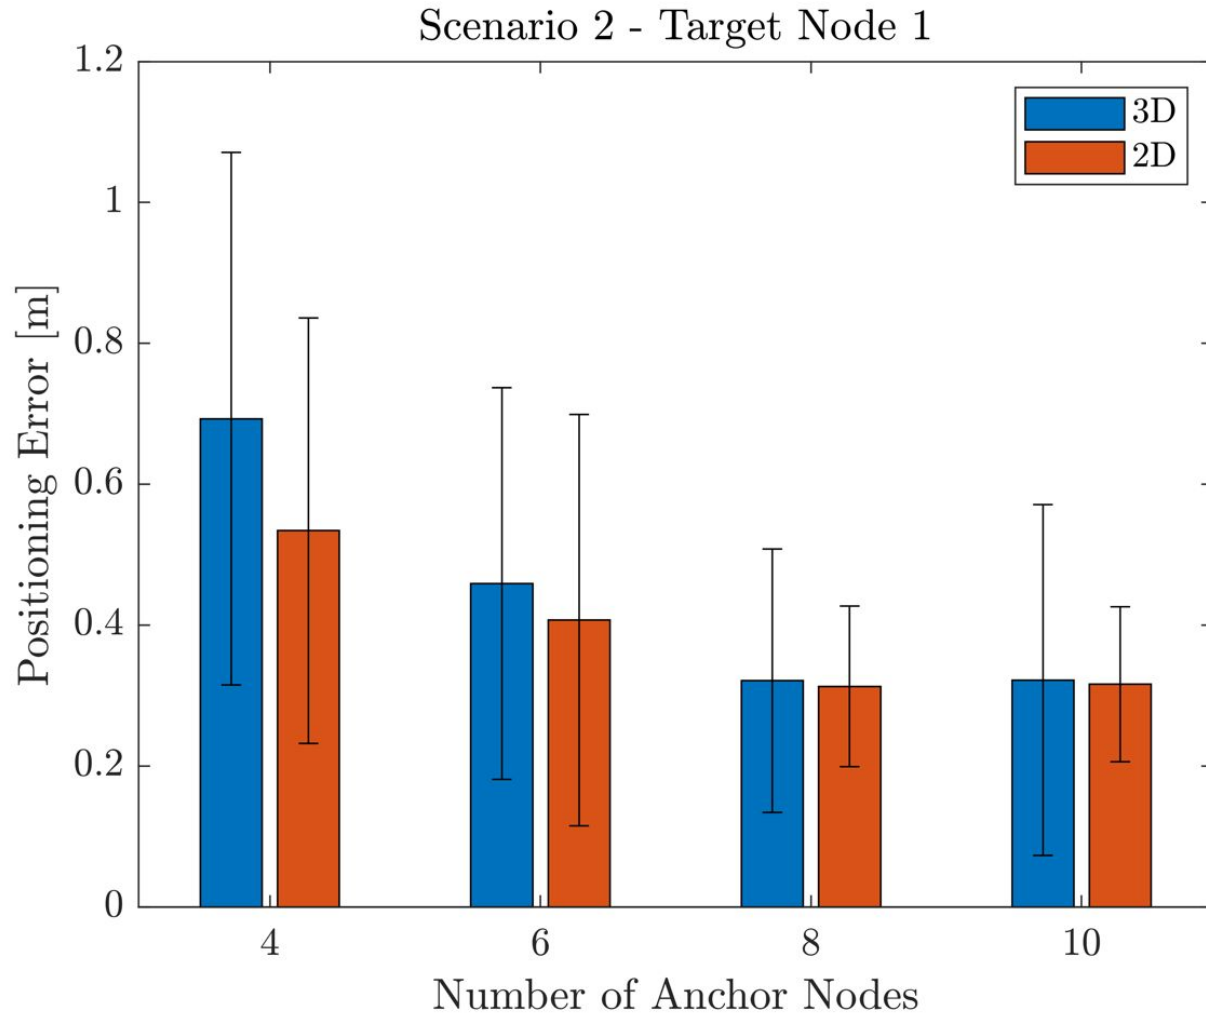 Scenario 2 - Target Node 1
3D
2D
Positioning Error [m]
1.2
1
0.8
0.6
0.4
0.2
0
4 6 8 10
Number of Anchor Nodes